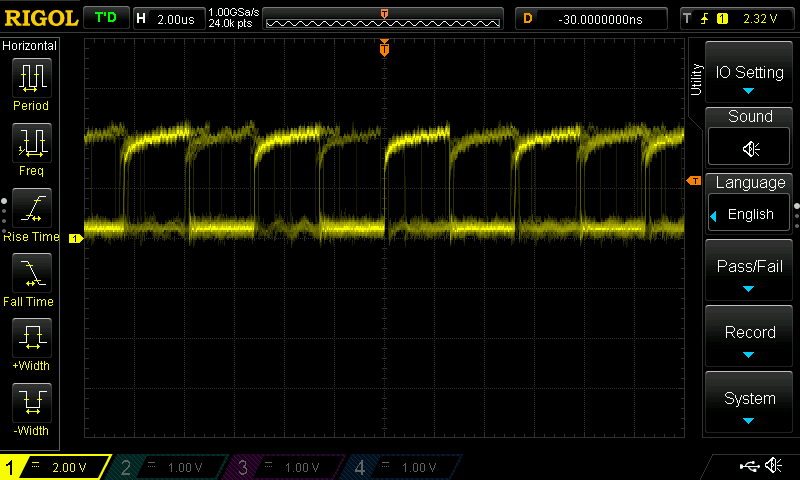 RIGOL T'D H 2.00us 1.00GSa/s 24.0k pts T D -30.0000000ns T 1 2.32 V
Horizontal
Period
Freq
Rise Time
Fall Time
+Width
-Width
T
T
1
Utility
IO Setting
Sound
Language
English
Pass/Fail
Record
System
1 2.00 V 2 1.00 V 3 1.00 V 4 1.00 V